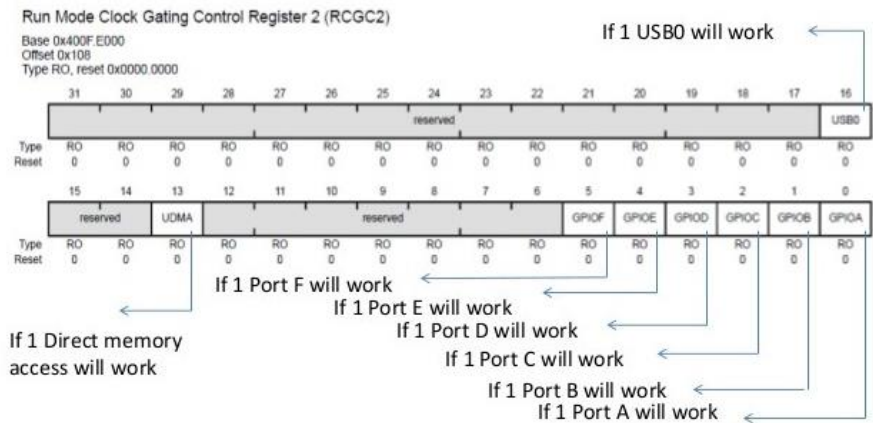 Run Mode Clock Gating Control Register 2 (RCGC2)
If 1 USB0 will work
Base 0x400F.E000
Offset 0x108
Type RO, reset 0x0000.0000
31 30 29 28 27 26 25 24 23 22 21 20 19 18 17 16
reserved USB0
Type RO RO RO RO RO RO RO RO RO RO RO RO RO RO RO RO
Reset 0 0 0 0 0 0 0 0 0 0 0 0 0 0 0 0
15 14 13 12 11 10 9 8 7 6 5 4 3 2 1 0
reserved UDMA reserved GPIOF GPIOE GPIOD GPIOC GPIOB GPIOA
Type RO RO RO RO RO RO RO RO RO RO RO RO RO RO RO RO
Reset 0 0 0 0 0 0 0 0 0 0 0 0 0 0 0 0
If 1 Port F will work
If 1 Port E will work
If 1 Port D will work
If 1 Direct memory
access will work
If 1 Port C will work
If 1 Port B will work
If 1 Port A will work